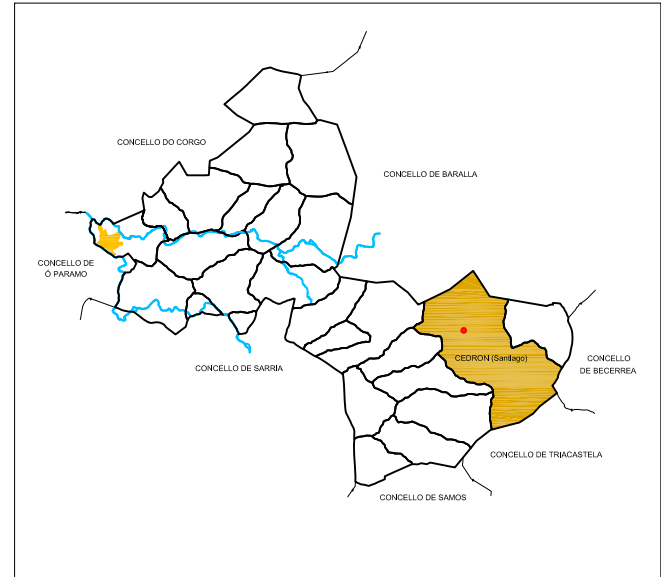 CONCELLO DO CORGO
CONCELLO DE BARALLA
CONCELLO DE
Ó PARAMO
CEDRON (Santiago)
CONCELLO
DE BECERREA
CONCELLO DE SARRIA
CONCELLO DE TRIACASTELA
CONCELLO DE SAMOS